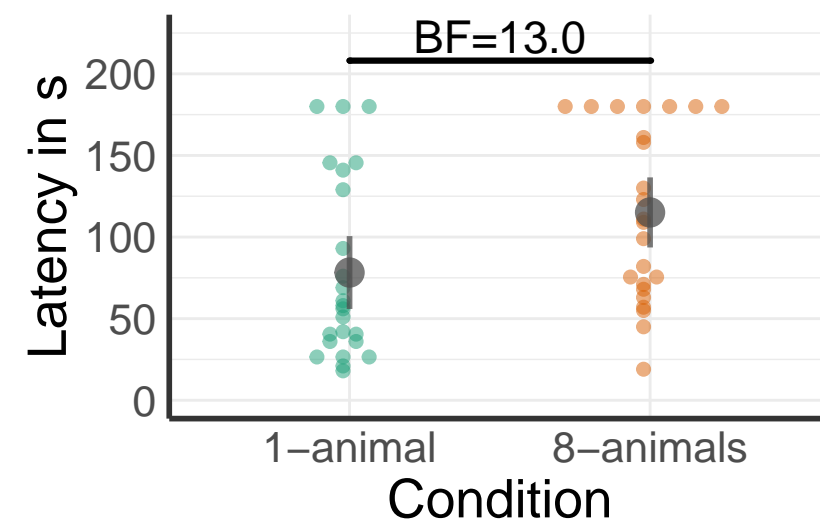 BF=13.0
Latency in s
200
150
100
50
0
1−animal
8−animals
Condition